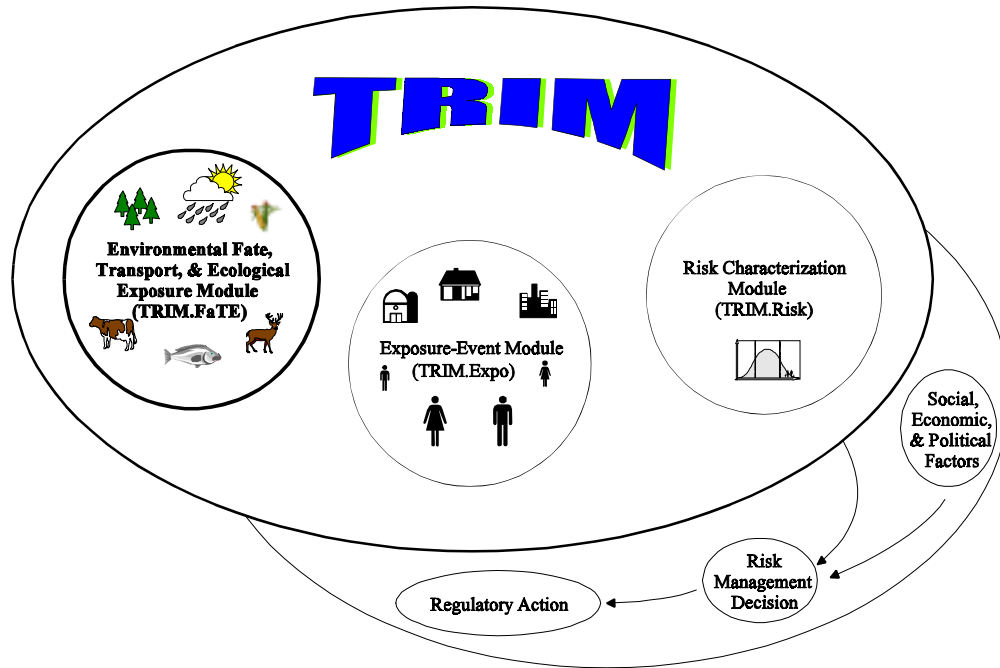 TRIM
Environmental Fate,
Transport, & Ecological
Exposure Module
(TRIM.FaTE)
Exposure-Event Module
(TRIM.Expo)
Risk Characterization
Module
(TRIM.Risk)
Social,
Economic,
& Political
Factors
Risk
Management
Decision
Regulatory Action